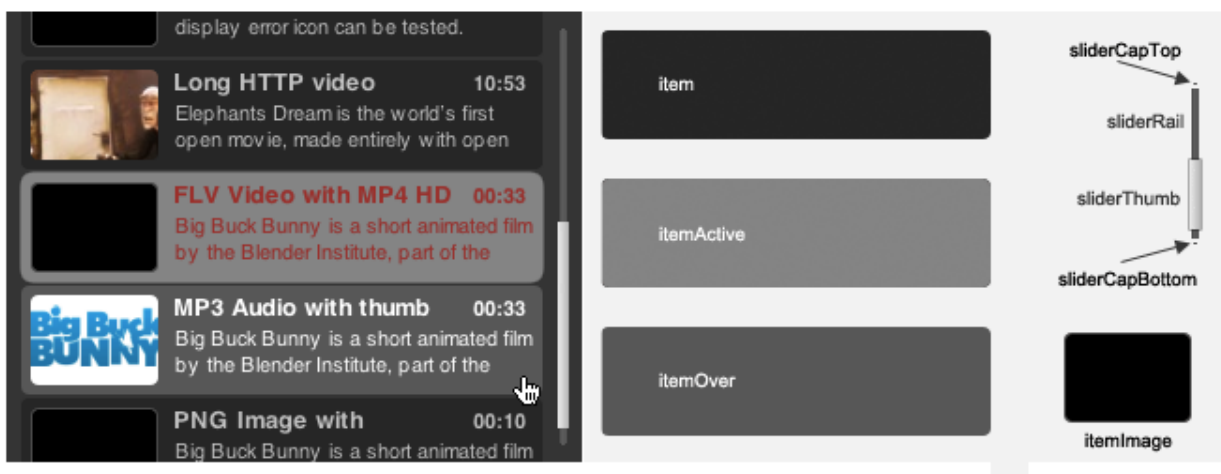 display error icon can be tested.
Long HTTP video 10:53
Elephants Dream is the world's first
open movie, made entirely with open
FLV Video with MP4 HD 00:33
Big Buck Bunny is a short animated film
by the Blender Institute, part of the
Big Buck
BUNNY
MP3 Audio with thumb 00:33
Big Buck Bunny is a short animated film
by the Blender Institute, part of the
PNG Image with 00:10
Big Buck Bunny is a short animated film
item
itemActive
itemOver
sliderCapTop
sliderRail
sliderThumb
sliderCapBottom
itemImage